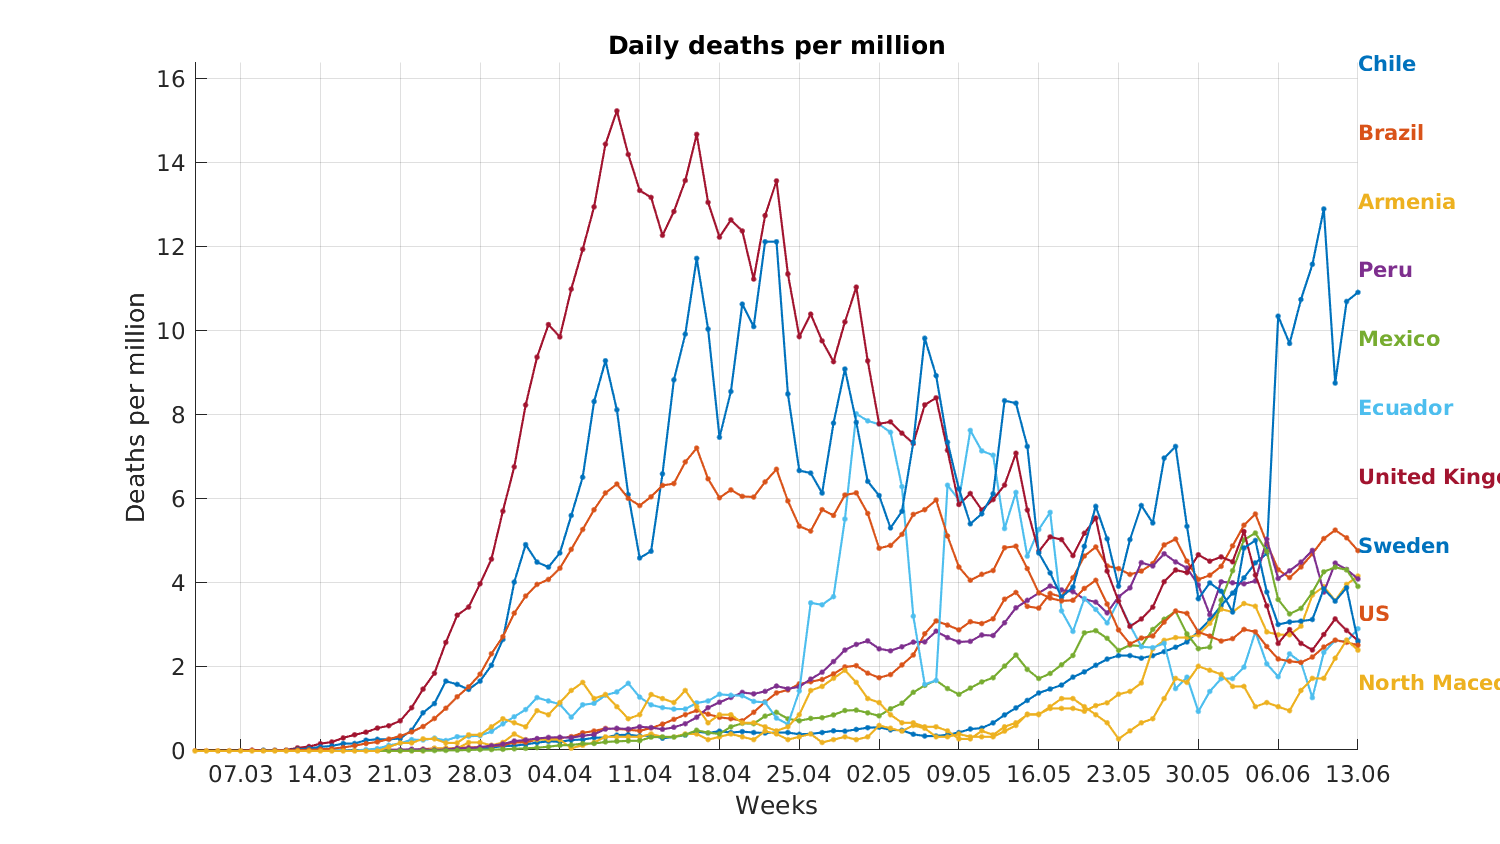 Daily deaths per million
Deaths per million
16
14
12
10
8
6
4
2
0
07.03 14.03 21.03 28.03 04.04 11.04 18.04 25.04 02.05 09.05 16.05 23.05 30.05 06.06 13.06
Weeks
Chile
Brazil
Armenia
Peru
Mexico
Ecuador
United Kingd
Sweden
US
North Maced